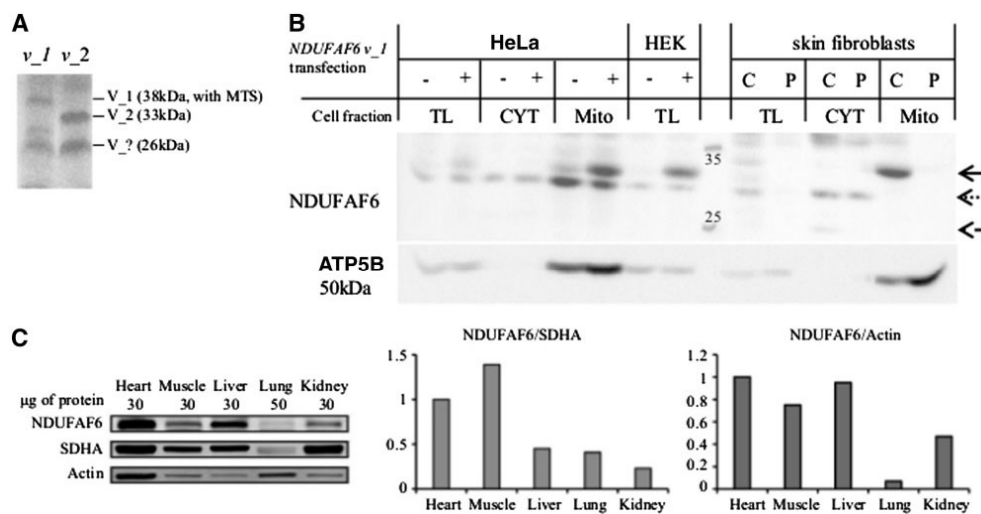 A
v_1 v_2
V_1 (38kDa, with MTS)
V_2 (33kDa)
V_? (26kDa)
B
NDUFAF6 v_1
transfection
HeLa HEK skin fibroblasts
- + - + - + - + C P C P C P
Cell fraction TL CYT Mito TL TL CYT Mito
NDUFAF6
35
25
ATP5B
50kDa
C
Heart Muscle Liver Lung Kidney
µg of protein 30 30 30 50 30
NDUFAF6
SDHA
Actin
NDUFAF6/SDHA
1.5
1
0.5
0
Heart Muscle Liver Lung Kidney
NDUFAF6/Actin
1.2
1
0.8
0.6
0.4
0.2
0
Heart Muscle Liver Lung Kidney